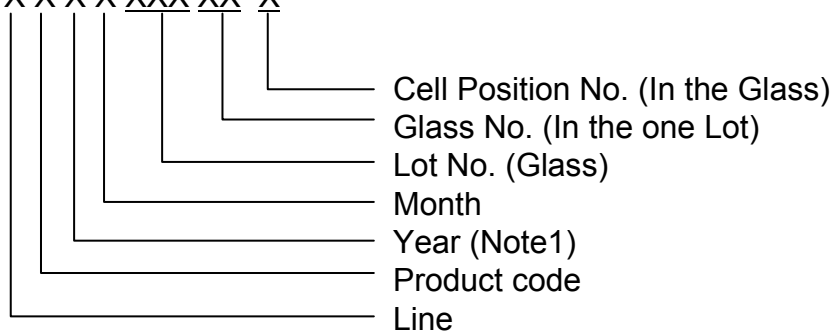 X X X X XXX XX X
Cell Position No. (In the Glass)
Glass No. (In the one Lot)
Lot No. (Glass)
Month
Year (Note1)
Product code
Line